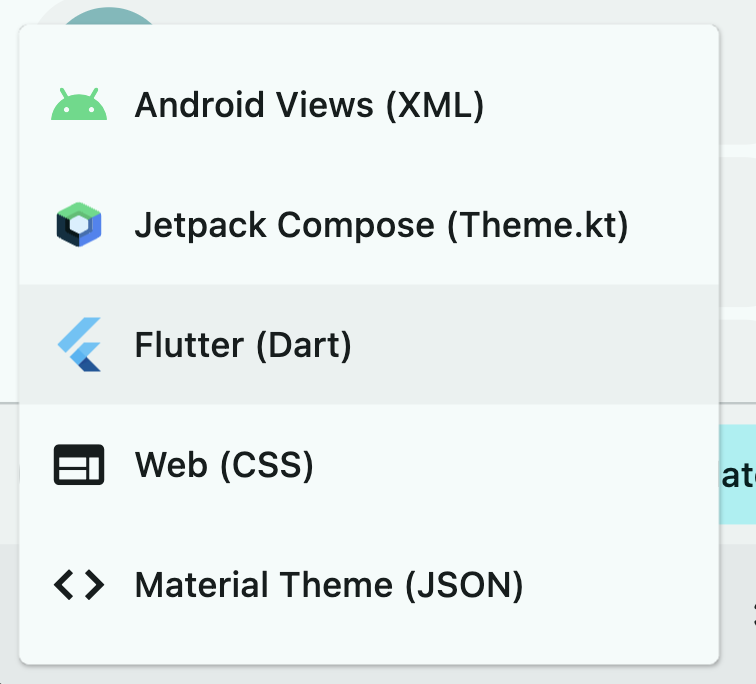 Android Views (XML)
Jetpack Compose (Theme.kt)
Flutter (Dart)
Web (CSS)
Material Theme (JSON)